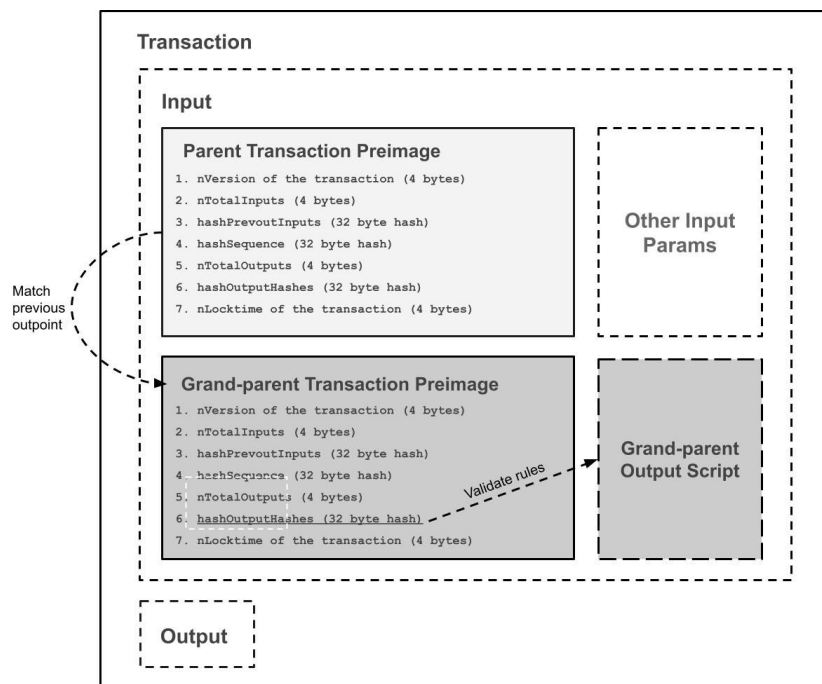 Transaction
Input
Parent Transaction Preimage
1. nVersion of the transaction (4 bytes)
2. nTotalInputs (4 bytes)
3. hashPrevoutInputs (32 byte hash)
4. hashSequence (32 byte hash)
5. nTotalOutputs (4 bytes)
6. hashOutputHashes (32 byte hash)
7. nLocktime of the transaction (4 bytes)
Other Input
Params
Match
previous
outpoint
Grand-parent Transaction Preimage
1. nVersion of the transaction (4 bytes)
2. nTotalInputs (4 bytes)
3. hashPrevoutInputs (32 byte hash)
4. hashSequence (32 byte hash)
5. nTotalOutputs (4 bytes)
6. hashOutputHashes (32 byte hash)
7. nLocktime of the transaction (4 bytes)
Validate rules
Grand-parent
Output Script
Output